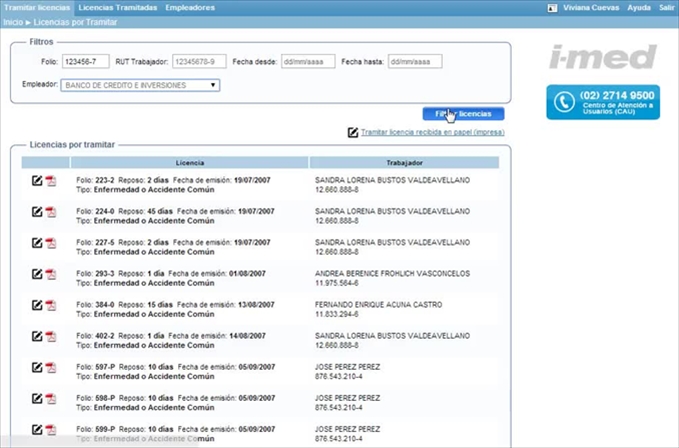 Tramitar licencias Licencias Tramitadas Empleadores Viviana Cuevas Ayuda Salir
Inicio ► Licencias por Tramitar
Filtros
Folio: 123456-7 RUT Trabajador: 12345678-9 Fecha desde: dd/mm/aaaa Fecha hasta: dd/mm/aaaa
Empleador: BANCO DE CREDITO E INVERSIONES
Filtrar licencias
Tramitar licencia recibida en papel (impresa)
i-med
(02) 2714 9500
Centro de Atención a
Usuarios (CAU)
Licencias por tramitar
Licencia Trabajador
Folio: 223-2 Reposo: 2 días Fecha de emisión: 19/07/2007 SANDRA LORENA BUSTOS VALDEAVELLANO
Tipo: Enfermedad o Accidente Común 12.660.888-8
Folio: 224-0 Reposo: 45 días Fecha de emisión: 19/07/2007 SANDRA LORENA BUSTOS VALDEAVELLANO
Tipo: Enfermedad o Accidente Común 12.660.888-8
Folio: 227-5 Reposo: 2 días Fecha de emisión: 19/07/2007 SANDRA LORENA BUSTOS VALDEAVELLANO
Tipo: Enfermedad o Accidente Común 12.660.888-8
Folio: 293-3 Reposo: 1 día Fecha de emisión: 01/08/2007 ANDREA BERENICE FROHLICH VASCONCELOS
Tipo: Enfermedad o Accidente Común 11.975.564-6
Folio: 384-0 Reposo: 15 días Fecha de emisión: 13/08/2007 FERNANDO ENRIQUE ACUNA CASTRO
Tipo: Enfermedad o Accidente Común 11.833.294-6
Folio: 402-2 Reposo: 1 día Fecha de emisión: 14/08/2007 SANDRA LORENA BUSTOS VALDEAVELLANO
Tipo: Enfermedad o Accidente Común 12.660.888-8
Folio: 597-P Reposo: 10 días Fecha de emisión: 05/09/2007 JOSE PEREZ PEREZ
Tipo: Enfermedad o Accidente Común 876.543.210-4
Folio: 598-P Reposo: 10 días Fecha de emisión: 05/09/2007 JOSE PEREZ PEREZ
Tipo: Enfermedad o Accidente Común 876.543.210-4
Folio: 599-P Reposo: 10 días Fecha de emisión: 05/09/2007 JOSE PEREZ PEREZ
Tipo: Enfermedad o Accidente Común 876.543.210-4